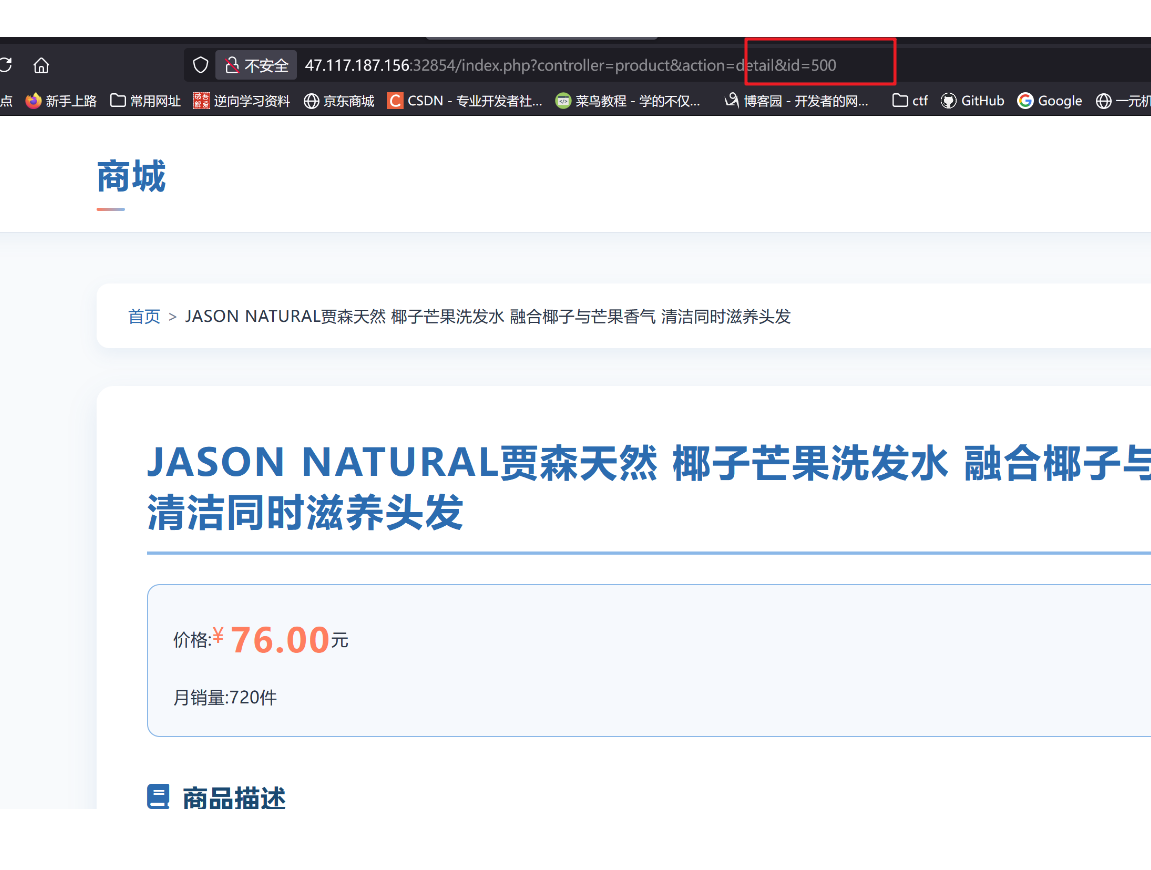 不安全 47.117.187.156:32854/index.php?controller=product&action=detail&id=500
点 新手上路 常用网址 逆向学习资料 京东商城 CSDN - 专业开发者社... 菜鸟教程 - 学的不仅... 博客园 - 开发者的网... ctf GitHub Google 一元机
商城
首页 > JASON NATURAL贾森天然 椰子芒果洗发水 融合椰子与芒果香气 清洁同时滋养头发
JASON NATURAL贾森天然 椰子芒果洗发水 融合椰子与
清洁同时滋养头发
价格:¥ 76.00元
月销量:720件
商品描述